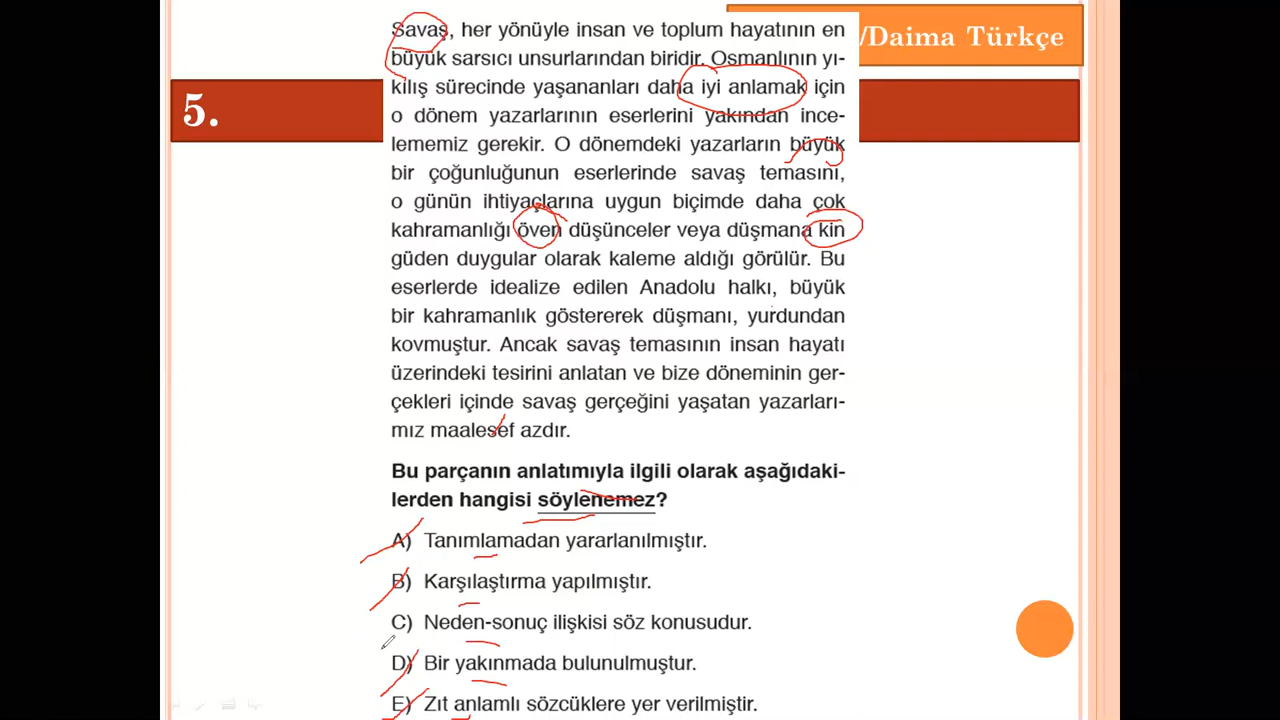 /Daima Türkçe
5.
Savaş, her yönüyle insan ve toplum hayatının en
büyük sarsıcı unsurlarından biridir. Osmanlının yı-
kılış sürecinde yaşananları daha iyi anlamak için
o dönem yazarlarının eserlerini yakından ince-
lememiz gerekir. O dönemdeki yazarların büyük
bir çoğunluğunun eserlerinde savaş temasını,
o günün ihtiyaçlarına uygun biçimde daha çok
kahramanlığı öven düşünceler veya düşmana kin
güden duygular olarak kaleme aldığı görülür. Bu
eserlerde idealize edilen Anadolu halkı, büyük
bir kahramanlık göstererek düşmanı, yurdundan
kovmuştur. Ancak savaş temasının insan hayatı
üzerindeki tesirini anlatan ve bize döneminin ger-
çekleri içinde savaş gerçeğini yaşatan yazarları-
mız maalesef azdır.
Bu parçanın anlatımıyla ilgili olarak aşağıdaki-
lerden hangisi söylenemez?
A) Tanımlamadan yararlanılmıştır.
B) Karşılaştırma yapılmıştır.
C) Neden-sonuç ilişkisi söz konusudur.
D) Bir yakınmada bulunulmuştur.
E) Zıt anlamlı sözcüklere yer verilmiştir.